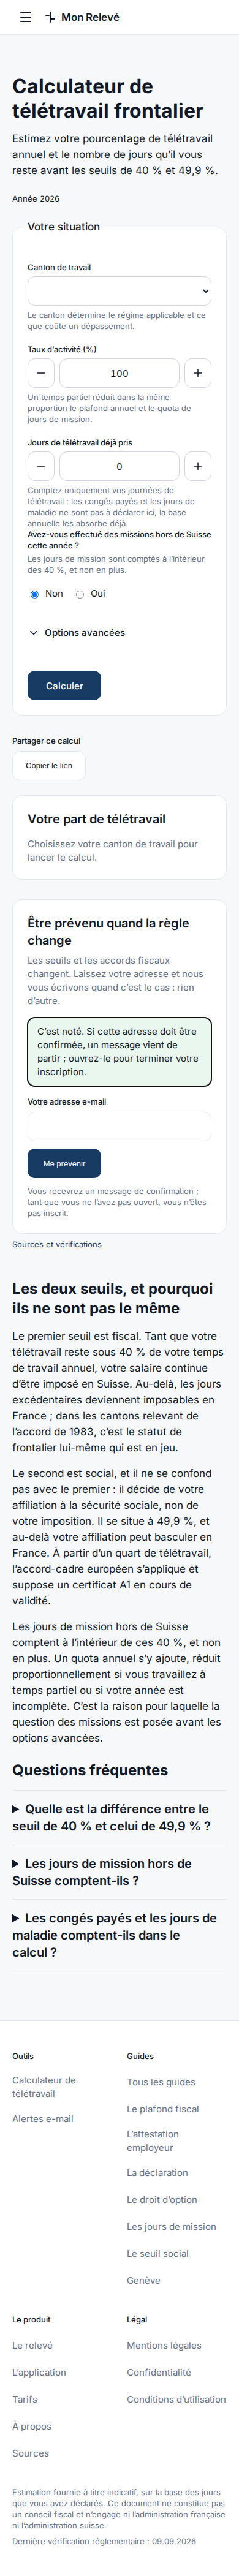 Mon Relevé
Calculateur de
télétravail frontalier
Estimez votre pourcentage de télétravail
annuel et le nombre de jours qu’il vous
reste avant les seuils de 40 % et 49,9 %.
Année 2026
Votre situation
Canton de travail
Le canton détermine le régime applicable et ce
que coûte un dépassement.
Taux d’activité (%)
100
Un temps partiel réduit dans la même
proportion le plafond annuel et le quota de
jours de mission.
Jours de télétravail déjà pris
0
Comptez uniquement vos journées de
télétravail : les congés payés et les jours de
maladie ne sont pas à déclarer ici, la base
annuelle les absorbe déjà.
Avez-vous effectué des missions hors de Suisse
cette année ?
Les jours de mission sont comptés à l’intérieur
des 40 %, et non en plus.
Non Oui
Options avancées
Calculer
Partager ce calcul
Copier le lien
Votre part de télétravail
Choisissez votre canton de travail pour
lancer le calcul.
Être prévenu quand la règle
change
Les seuils et les accords fiscaux
changent. Laissez votre adresse et nous
vous écrivons quand c’est le cas : rien
d’autre.
C’est noté. Si cette adresse doit être
confirmée, un message vient de
partir ; ouvrez-le pour terminer votre
inscription.
Votre adresse e-mail
Me prévenir
Vous recevrez un message de confirmation ;
tant que vous ne l’avez pas ouvert, vous n’êtes
pas inscrit.
Sources et vérifications
Les deux seuils, et pourquoi
ils ne sont pas le même
Le premier seuil est fiscal. Tant que votre
télétravail reste sous 40 % de votre temps
de travail annuel, votre salaire continue
d’être imposé en Suisse. Au-delà, les jours
excédentaires deviennent imposables en
France ; dans les cantons relevant de
l’accord de 1983, c’est le statut de
frontalier lui-même qui est en jeu.
Le second est social, et il ne se confond
pas avec le premier : il décide de votre
affiliation à la sécurité sociale, non de
votre imposition. Il se situe à 49,9 %, et
au-delà votre affiliation peut basculer en
France. À partir d’un quart de télétravail,
l’accord-cadre européen s’applique et
suppose un certificat A1 en cours de
validité.
Les jours de mission hors de Suisse
comptent à l’intérieur de ces 40 %, et non
en plus. Un quota annuel s’y ajoute, réduit
proportionnellement si vous travaillez à
temps partiel ou si votre année est
incomplète. C’est la raison pour laquelle la
question des missions est posée avant les
options avancées.
Questions fréquentes
Quelle est la différence entre le
seuil de 40 % et celui de 49,9 % ?
Les jours de mission hors de
Suisse comptent-ils ?
Les congés payés et les jours de
maladie comptent-ils dans le
calcul ?
Outils
Calculateur de
télétravail
Alertes e-mail
Guides
Tous les guides
Le plafond fiscal
L’attestation
employeur
La déclaration
Le droit d’option
Les jours de mission
Le seuil social
Genève
Le produit
Le relevé
L’application
Tarifs
À propos
Sources
Légal
Mentions légales
Confidentialité
Conditions d’utilisation
Estimation fournie à titre indicatif, sur la base des jours
que vous avez déclarés. Ce document ne constitue pas
un conseil fiscal et n’engage ni l’administration française
ni l’administration suisse.
Dernière vérification réglementaire : 09.09.2026